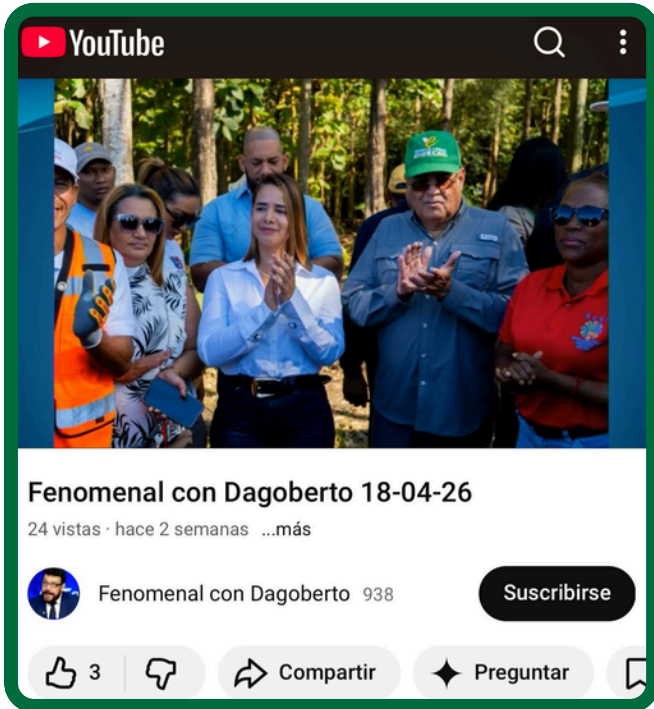 YouTube
Fenomenal con Dagoberto 18-04-26
24 vistas · hace 2 semanas ...más
Fenomenal con Dagoberto 938
Suscribirse
3
Compartir
Preguntar